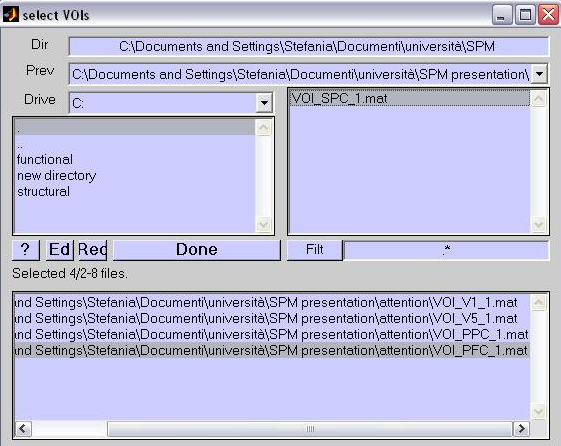 select VOIs
Dir C:\Documents and Settings\Stefania\Documenti\università\SPM
Prev C:\Documents and Settings\Stefania\Documenti\università\SPM presentation\
Drive C:
VOI_SPC_1.mat
.
..
functional
new directory
structural
? Ed Rec Done Filt .*
Selected 4/2-8 files.
and Settings\Stefania\Documenti\università\SPM presentation\attention\VOI_V1_1.mat
and Settings\Stefania\Documenti\università\SPM presentation\attention\VOI_V5_1.mat
and Settings\Stefania\Documenti\università\SPM presentation\attention\VOI_PPC_1.mat
and Settings\Stefania\Documenti\università\SPM presentation\attention\VOI_PFC_1.mat